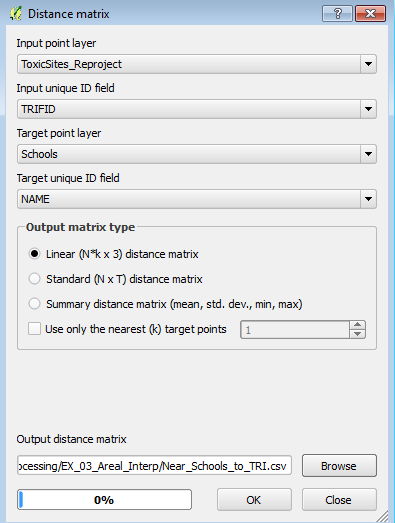 Distance matrix
?
Input point layer
ToxicSites_Reproject
Input unique ID field
TRIFID
Target point layer
Schools
Target unique ID field
NAME
Output matrix type
Linear (N*k x 3) distance matrix
Standard (N x T) distance matrix
Summary distance matrix (mean, std. dev., min, max)
Use only the nearest (k) target points 1
Output distance matrix
ocessing/EX_03_Areal_Interp/Near_Schools_to_TRI.csv Browse
0% OK Close